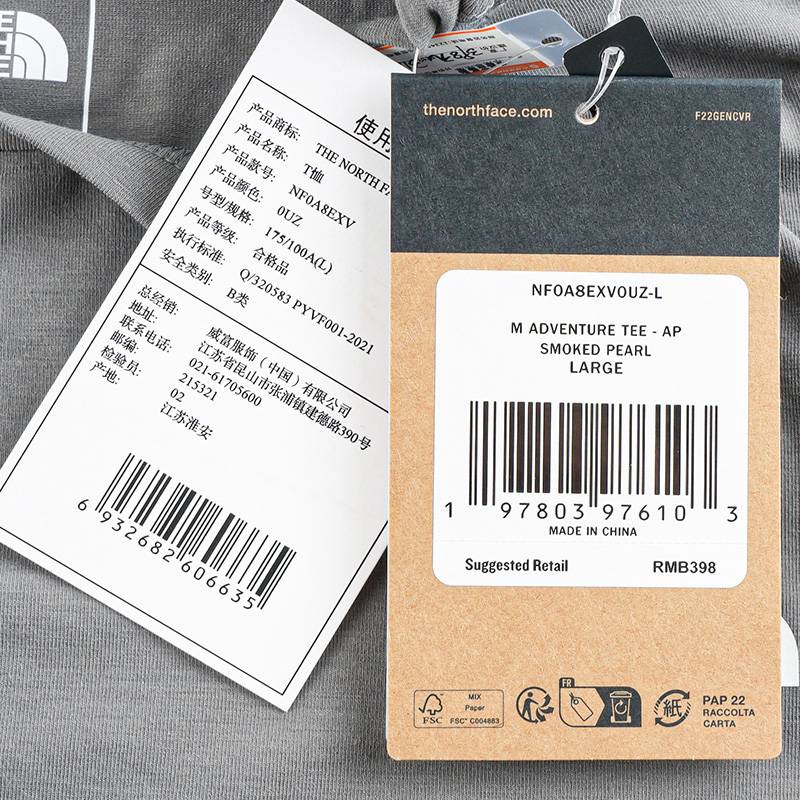 THE
使用
产品商标: THE NORTH FA
产品名称: T恤
产品款号: NF0A8EXV
产品颜色: 0UZ
号型/规格: 175/100A(L)
产品等级: 合格品
执行标准: Q/320583 PYVF001-2021
安全类别: B类
总经销: 威富服饰(中国)有限公司
地址: 江苏省昆山市张浦镇建德路390号
联系电话: 021-61705600
邮编: 215321
检验员: 02
产地: 江苏淮安
6 932682 606635
thenorthface.com
F22GENCVR
NF0A8EXV0UZ-L
M ADVENTURE TEE - AP
SMOKED PEARL
LARGE
1 97803 97610 3
MADE IN CHINA
Suggested Retail RMB398
FSC
MIX
Paper
FSC® C004883
FR
紙
PAP 22
RACCOLTA
CARTA